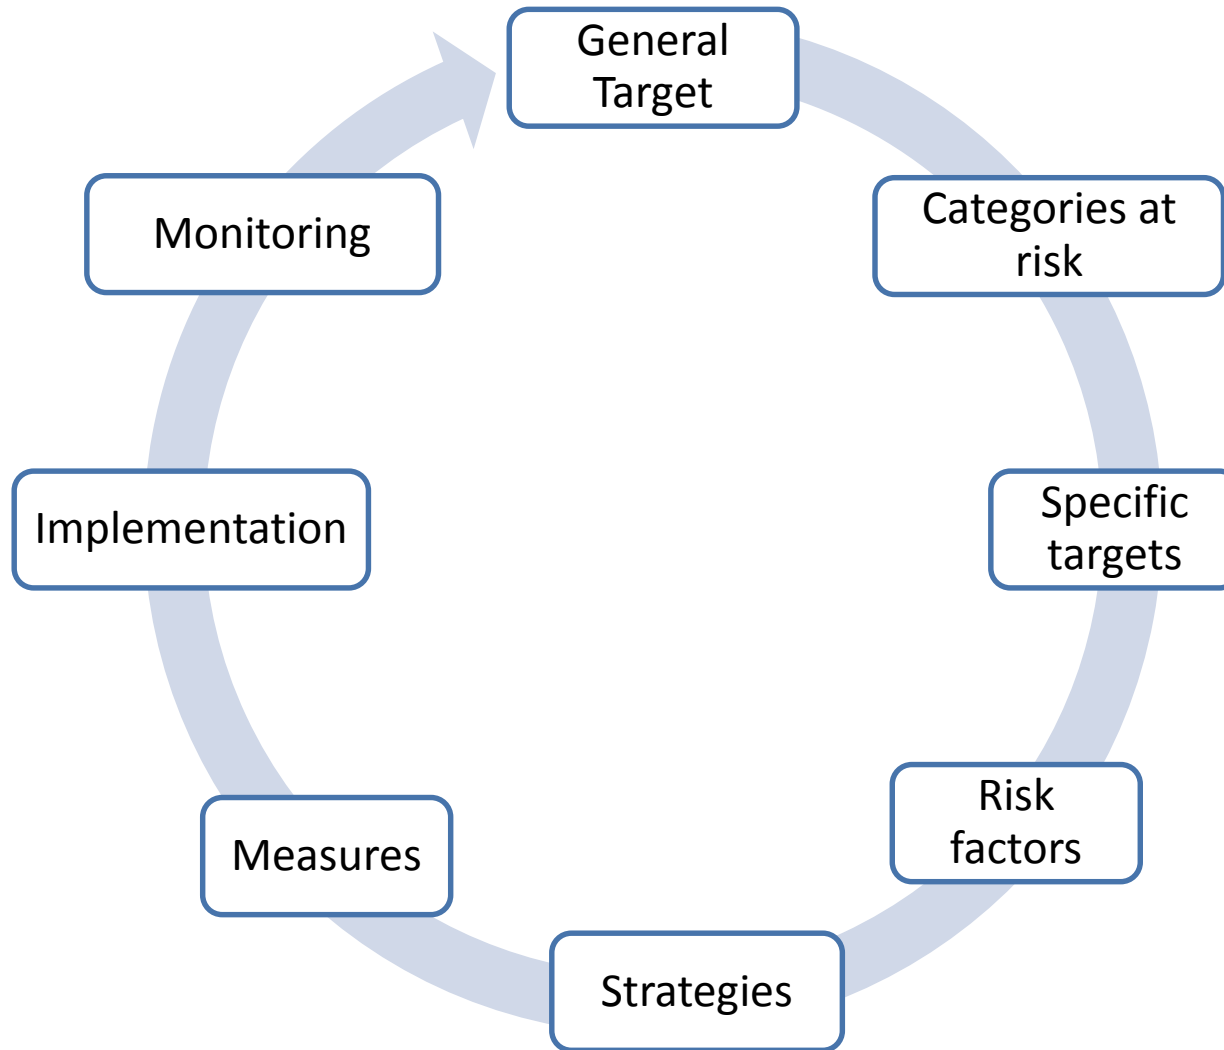 General
Target
Categories at
risk
Specific
targets
Risk
factors
Strategies
Measures
Implementation
Monitoring